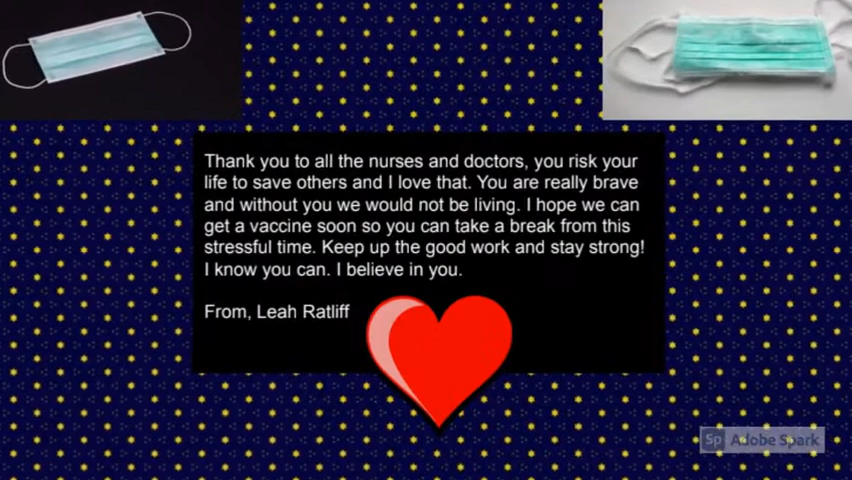 Thank you to all the nurses and doctors, you risk your
life to save others and I love that. You are really brave
and without you we would not be living. I hope we can
get a vaccine soon so you can take a break from this
stressful time. Keep up the good work and stay strong!
I know you can. I believe in you.
From, Leah Ratliff
Sp Adobe Spark